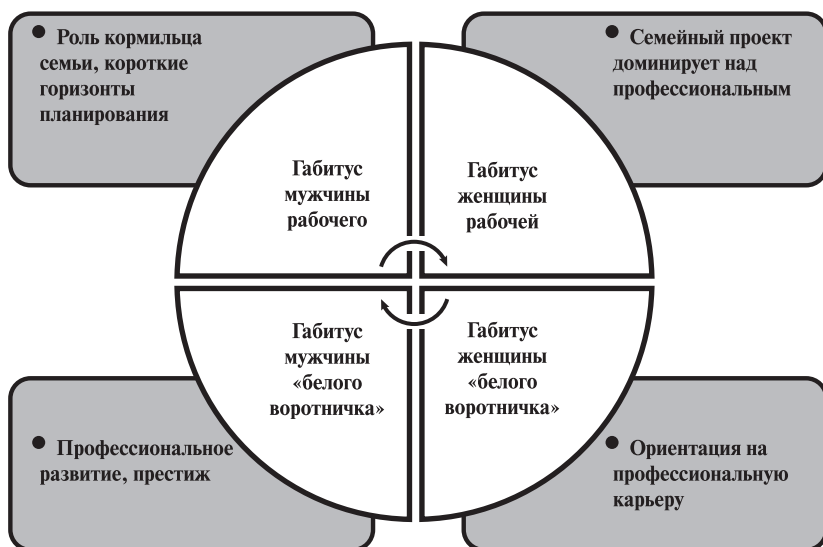 ● Роль кормильца
семьи, короткие
горизонты
планирования
● Семейный проект
доминирует над
профессиональным
Габитус
мужчины
рабочего
Габитус
женщины
рабочей
Габитус
мужчины
«белого
воротничка»
Габитус
женщины
«белого
воротничка»
● Профессиональное
развитие, престиж
● Ориентация на
профессиональную
карьеру